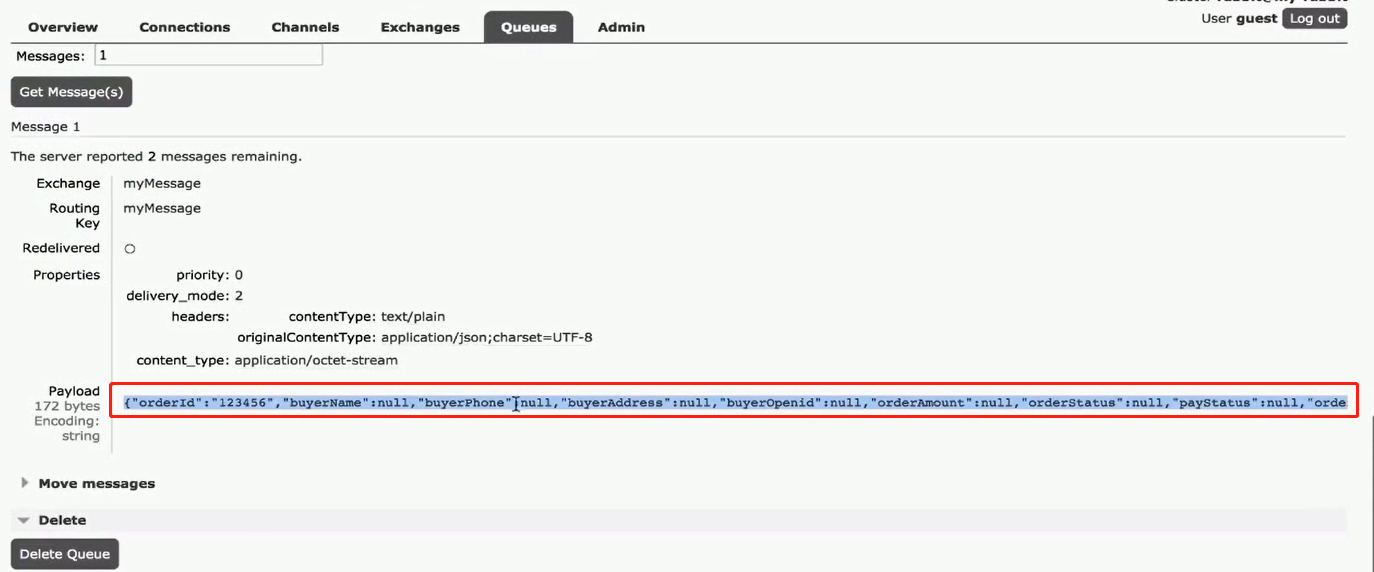 User guest Log out
Overview Connections Channels Exchanges Queues Admin
Messages: 1
Get Message(s)
Message 1
The server reported 2 messages remaining.
Exchange myMessage
Routing Key myMessage
Redelivered ○
Properties priority: 0
delivery_mode: 2
headers: contentType: text/plain
originalContentType: application/json;charset=UTF-8
content_type: application/octet-stream
Payload
172 bytes
Encoding: string
{"orderId":"123456","buyerName":null,"buyerPhone":null,"buyerAddress":null,"buyerOpenid":null,"orderAmount":null,"orderStatus":null,"payStatus":null,"orde
Move messages
Delete
Delete Queue